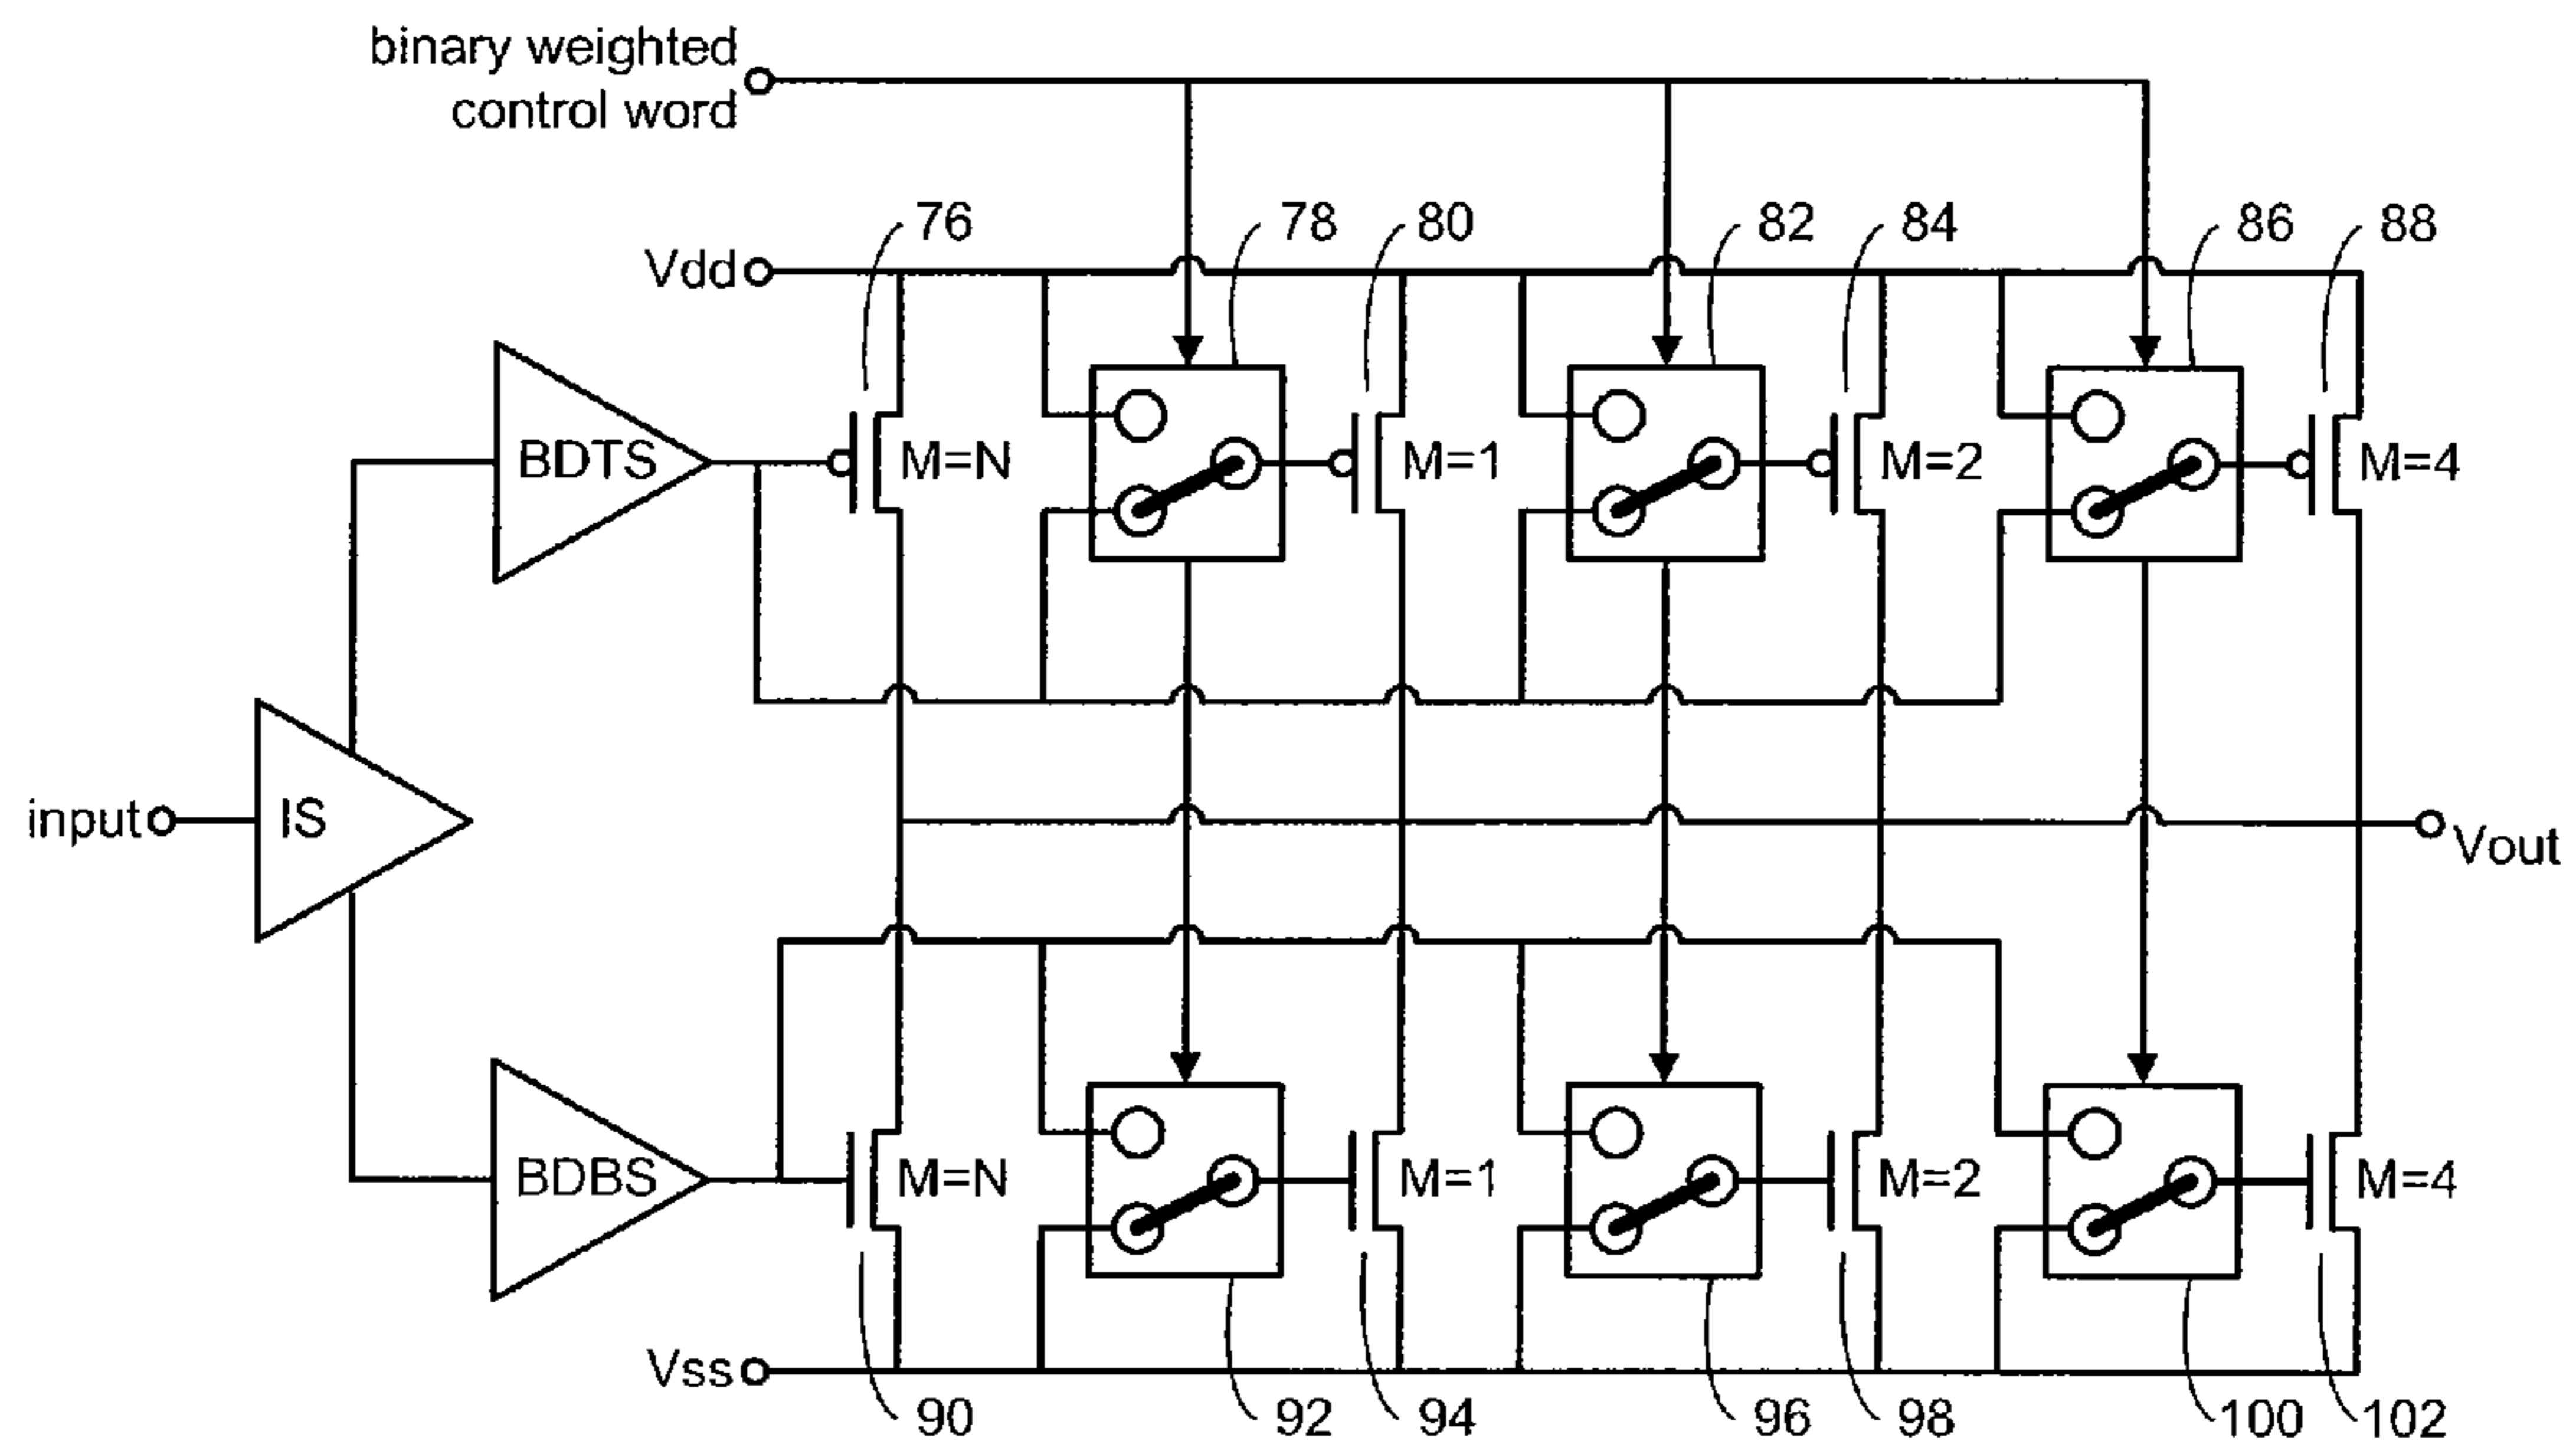 binary weighted
control word
76
78
80
82
84
86
88
Vdd
BDTS
M=N
M=1
M=2
M=4
input
IS
Vout
BDBS
M=N
M=1
M=2
M=4
Vss
90
92
94
96
98
100
102